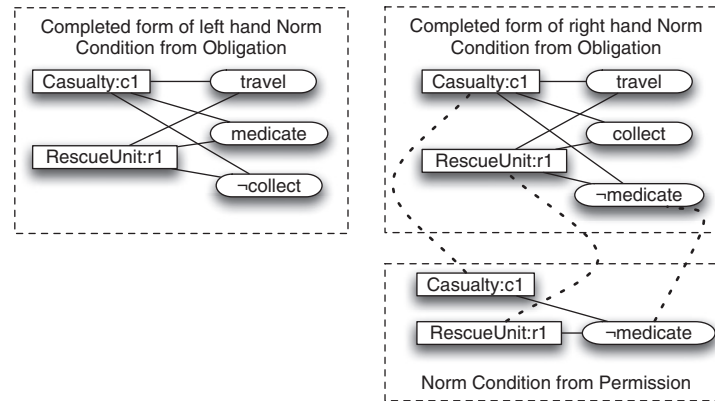 Completed form of left hand Norm
Condition from Obligation
Casualty:c1
travel
medicate
RescueUnit:r1
¬collect
Completed form of right hand Norm
Condition from Obligation
Casualty:c1
travel
collect
RescueUnit:r1
¬medicate
Casualty:c1
RescueUnit:r1
¬medicate
Norm Condition from Permission